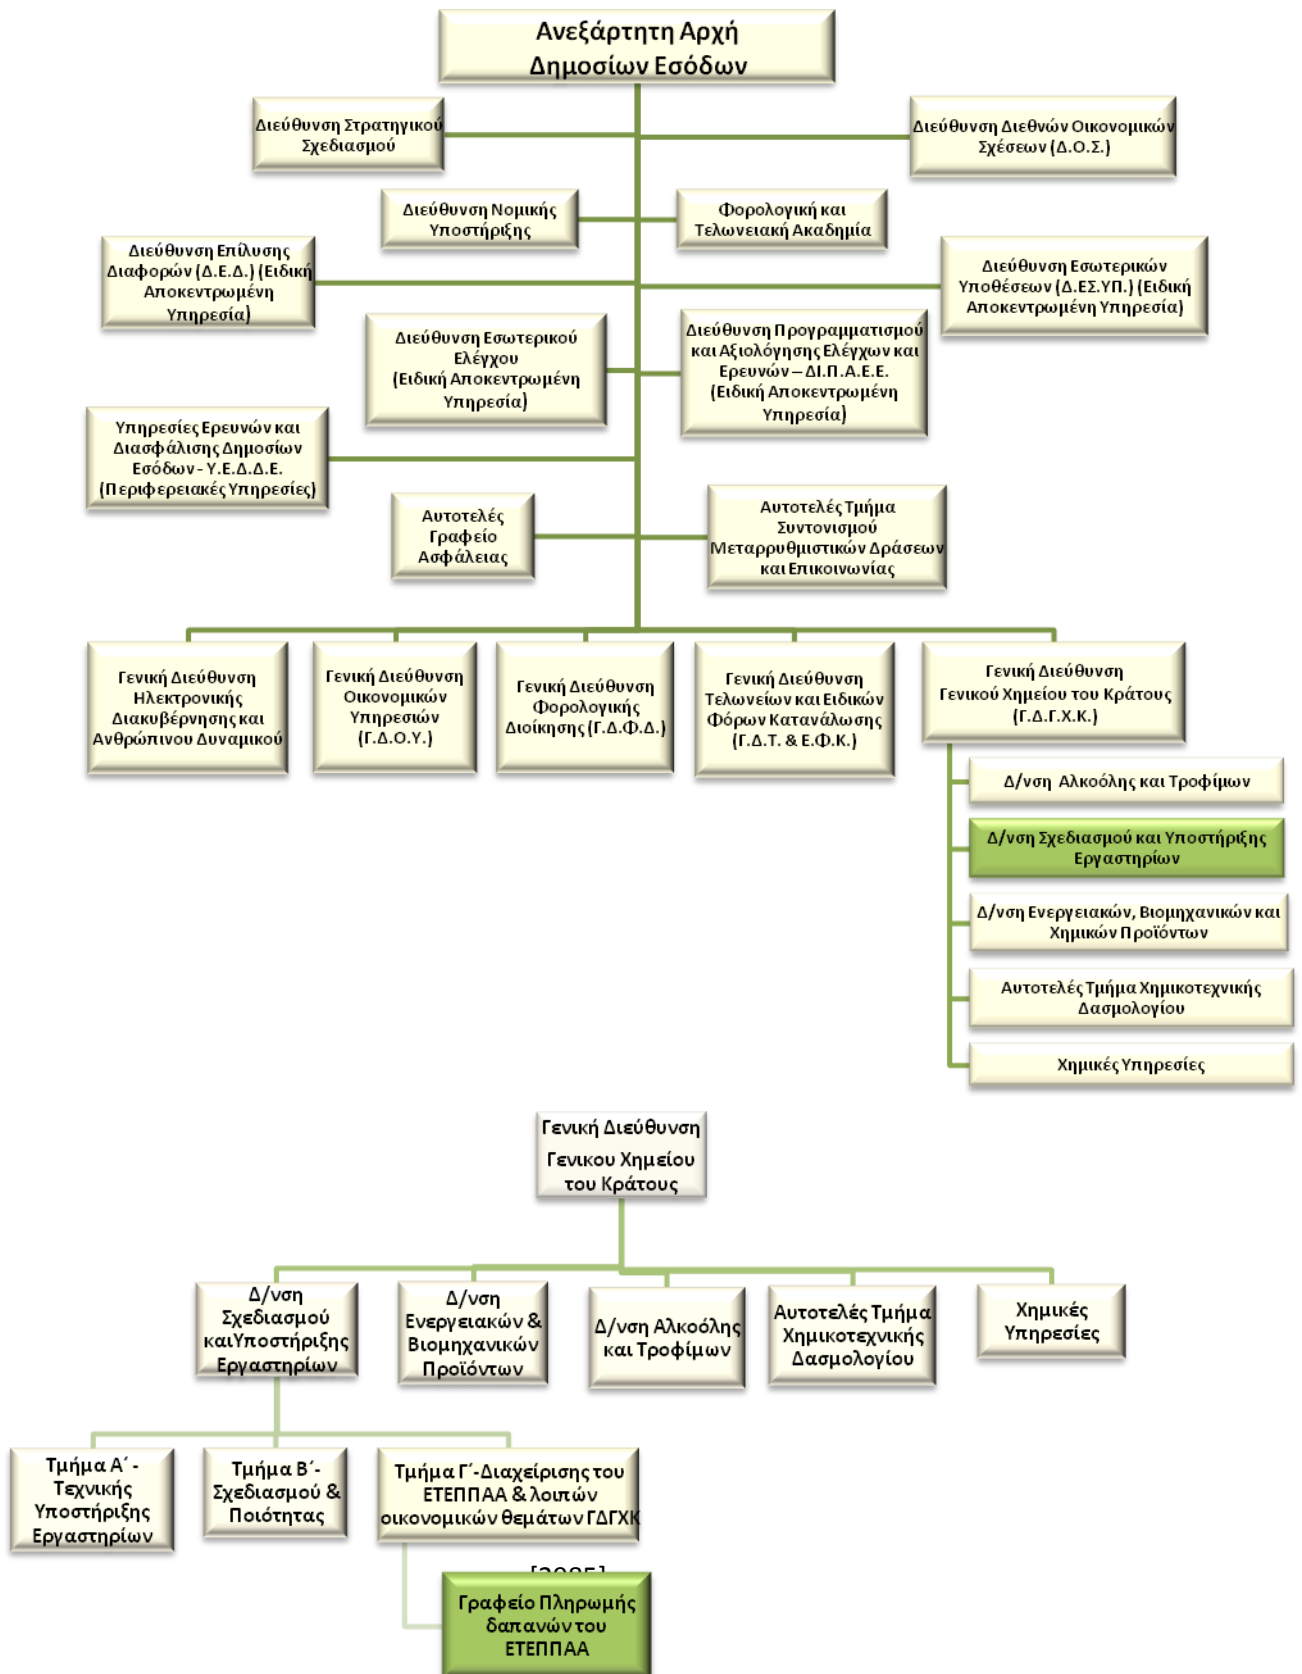 Ανεξάρτητη Αρχή
Δημοσίων Εσόδων
Διεύθυνση Στρατηγικού
Σχεδιασμού
Διεύθυνση Διεθνών Οικονομικών
Σχέσεων (Δ.Ο.Σ.)
Διεύθυνση Νομικής
Υποστήριξης
Φορολογική και
Τελωνειακή Ακαδημία
Διεύθυνση Επίλυσης
Διαφορών (Δ.Ε.Δ.) (Ειδική
Αποκεντρωμένη
Υπηρεσία)
Διεύθυνση Εσωτερικών
Υποθέσεων (Δ.ΕΣ.ΥΠ.) (Ειδική
Αποκεντρωμένη Υπηρεσία)
Διεύθυνση Εσωτερικού
Ελέγχου
(Ειδική Αποκεντρωμένη
Υπηρεσία)
Διεύθυνση Προγραμματισμού
και Αξιολόγησης Ελέγχων και
Ερευνών – ΔΙ.Π.Α.Ε.Ε.
(Ειδική Αποκεντρωμένη
Υπηρεσία)
Υπηρεσίες Ερευνών και
Διασφάλισης Δημοσίων
Εσόδων - Υ.Ε.Δ.Δ.Ε.
(Περιφερειακές Υπηρεσίες)
Αυτοτελές
Γραφείο
Ασφάλειας
Αυτοτελές Τμήμα
Συντονισμού
Μεταρρυθμιστικών Δράσεων
και Επικοινωνίας
Γενική Διεύθυνση
Ηλεκτρονικής
Διακυβέρνησης και
Ανθρώπινου Δυναμικού
Γενική Διεύθυνση
Οικονομικών
Υπηρεσιών
(Γ.Δ.Ο.Υ.)
Γενική Διεύθυνση
Φορολογικής
Διοίκησης (Γ.Δ.Φ.Δ.)
Γενική Διεύθυνση
Τελωνείων και Ειδικών
Φόρων Κατανάλωσης
(Γ.Δ.Τ. & Ε.Φ.Κ.)
Γενική Διεύθυνση
Γενικού Χημείου του Κράτους
(Γ.Δ.Γ.Χ.Κ.)
Δ/νση Αλκοόλης και Τροφίμων
Δ/νση Σχεδιασμού και Υποστήριξης
Εργαστηρίων
Δ/νση Ενεργειακών, Βιομηχανικών και
Χημικών Προϊόντων
Αυτοτελές Τμήμα Χημικοτεχνικής
Δασμολογίου
Χημικές Υπηρεσίες
Γενική Διεύθυνση
Γενικου Χημείου
του Κράτους
Δ/νση
Σχεδιασμού
καιΥποστήριξης
Εργαστηρίων
Δ/νση
Ενεργειακών &
Βιομηχανικών
Προϊόντων
Δ/νση Αλκοόλης
και Τροφίμων
Αυτοτελές Τμήμα
Χημικοτεχνικής
Δασμολογίου
Χημικές
Υπηρεσίες
Τμήμα Α΄ -
Τεχνικής
Υποστήριξης
Εργαστηρίων
Τμήμα Β΄-
Σχεδιασμού &
Ποιότητας
Τμήμα Γ΄-Διαχείρισης του
ΕΤΕΠΠΑΑ & λοιπών
οικονομικών θεμάτων ΓΔΓΧΚ
Γραφείο Πληρωμής
δαπανών του
ΕΤΕΠΠΑΑ